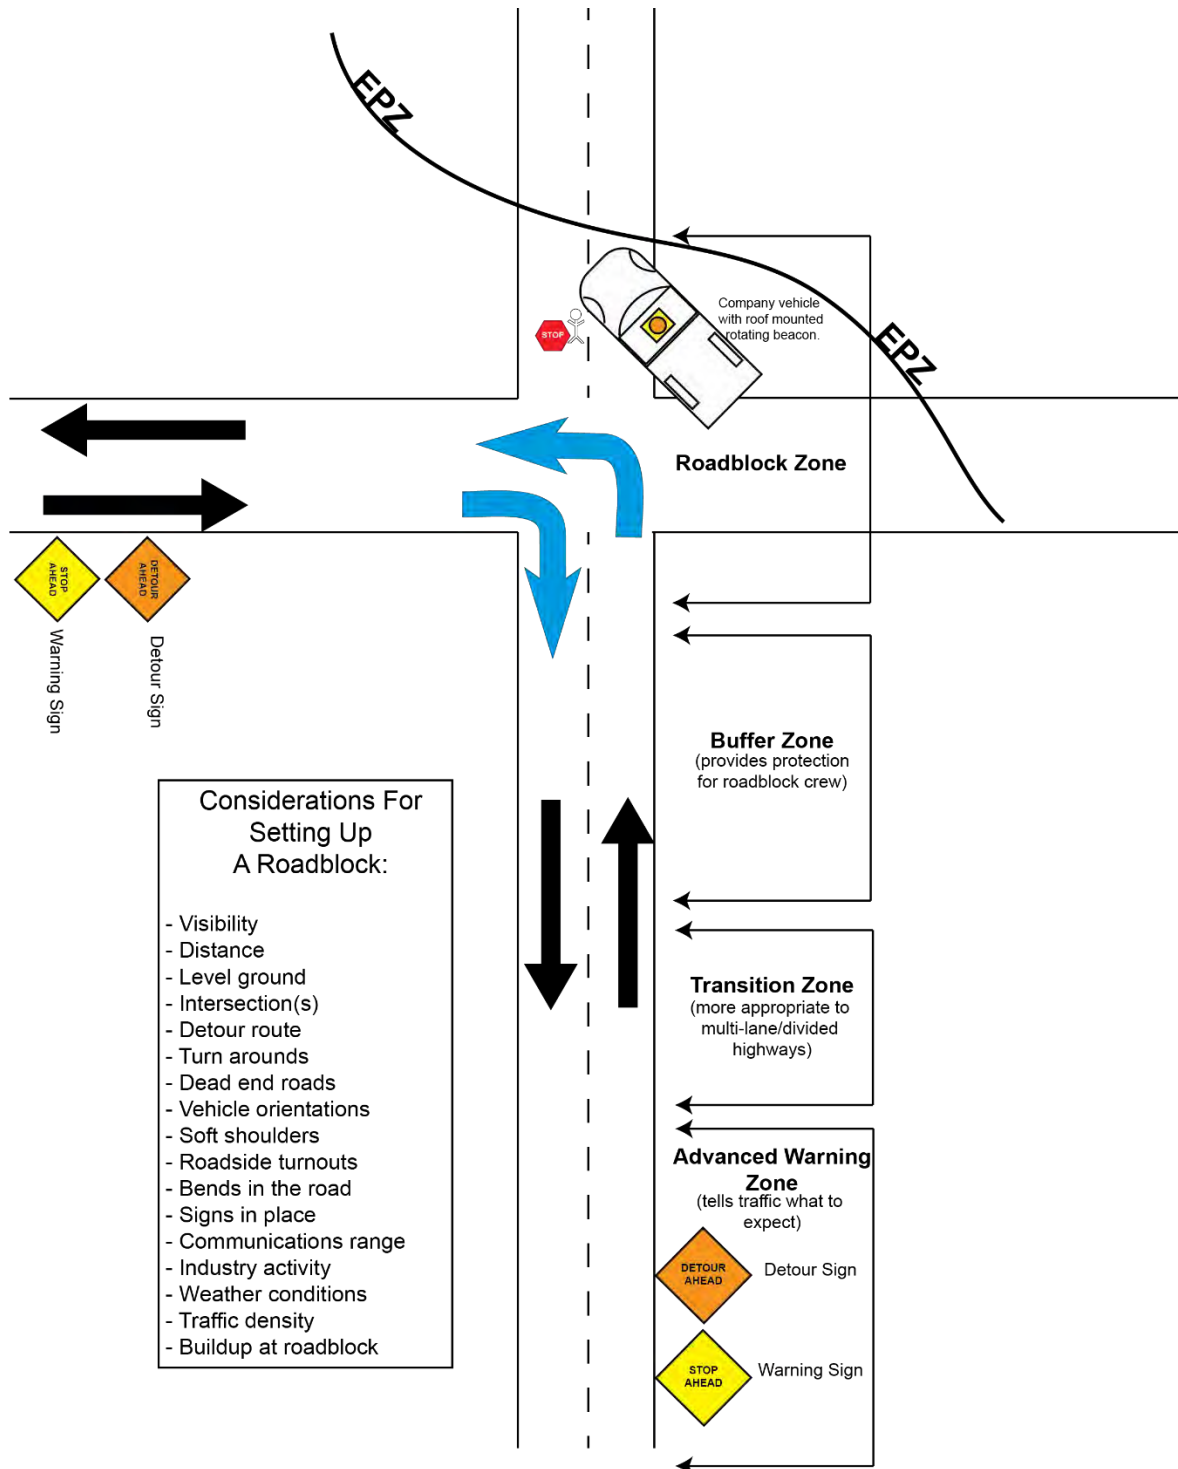 EPZ
Company vehicle
with roof mounted
rotating beacon.
STOP
EPZ
Roadblock Zone
STOP
AHEAD
DETOUR
AHEAD
Warning Sign
Detour Sign
Buffer Zone
(provides protection
for roadblock crew)
Considerations For
Setting Up
A Roadblock:
- Visibility
- Distance
- Level ground
- Intersection(s)
- Detour route
- Turn arounds
- Dead end roads
- Vehicle orientations
- Soft shoulders
- Roadside turnouts
- Bends in the road
- Signs in place
- Communications range
- Industry activity
- Weather conditions
- Traffic density
- Buildup at roadblock
Transition Zone
(more appropriate to
multi-lane/divided
highways)
Advanced Warning
Zone
(tells traffic what to
expect)
DETOUR
AHEAD
Detour Sign
STOP
AHEAD
Warning Sign